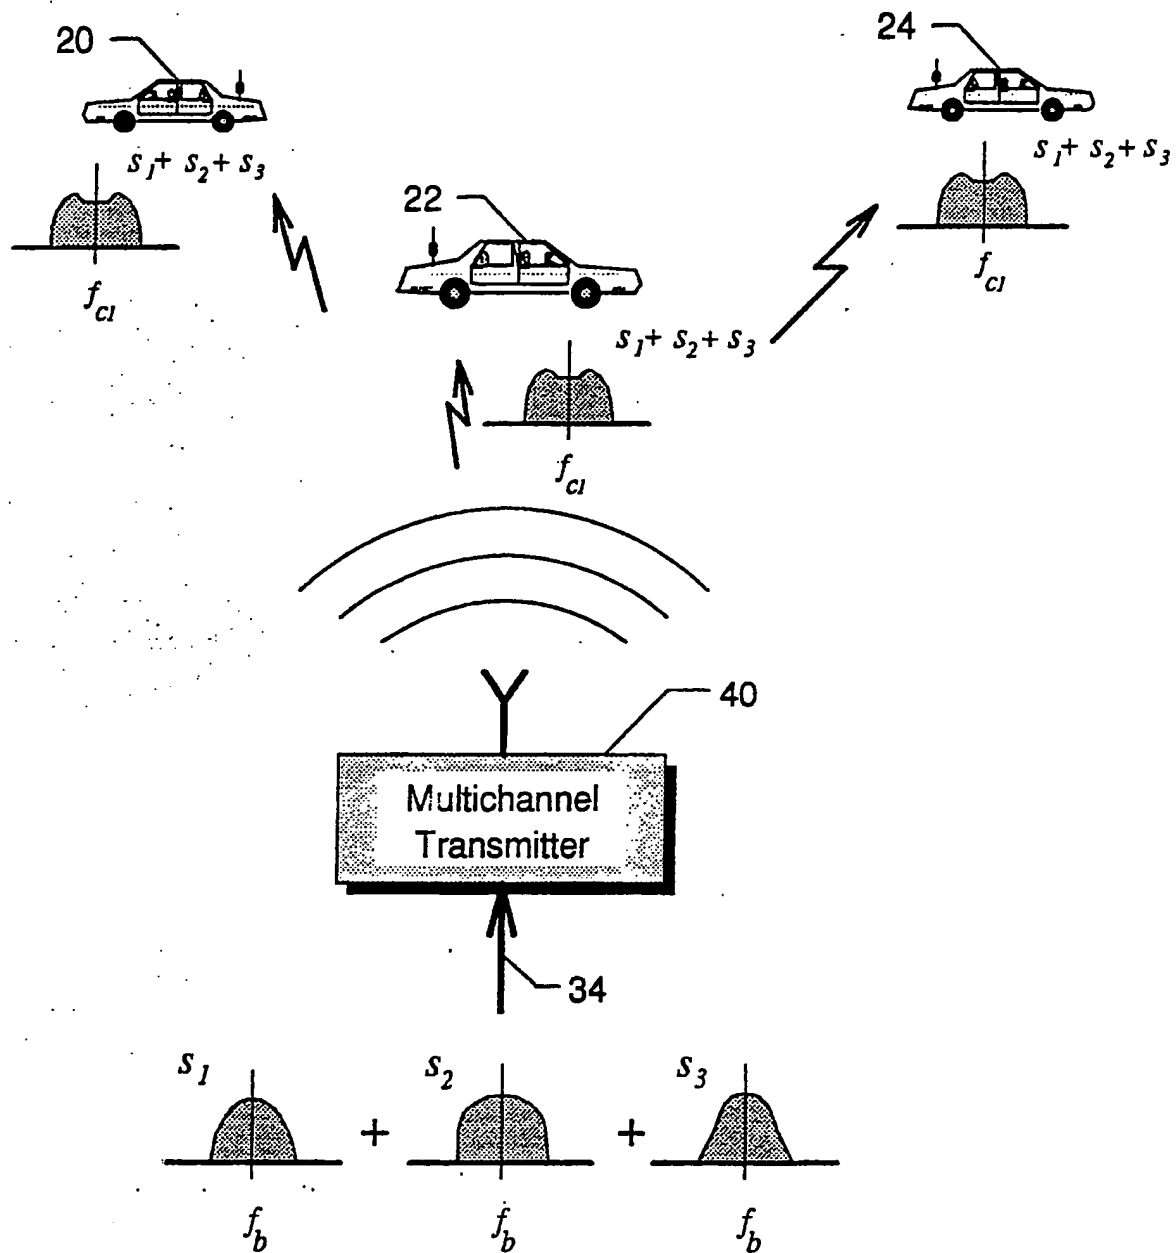 20
24
s1 + s2 + s3
s1 + s2 + s3
22
fc1
fc1
s1 + s2 + s3
fc1
40
Multichannel
Transmitter
34
s1
s2
s3
+
+
fb
fb
fb